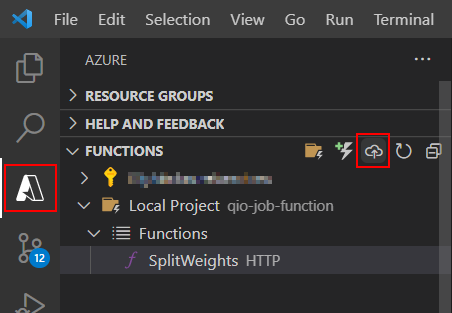 File Edit Selection View Go Run Terminal
AZURE
RESOURCE GROUPS
HELP AND FEEDBACK
FUNCTIONS
Local Project qio-job-function
Functions
SplitWeights HTTP
12